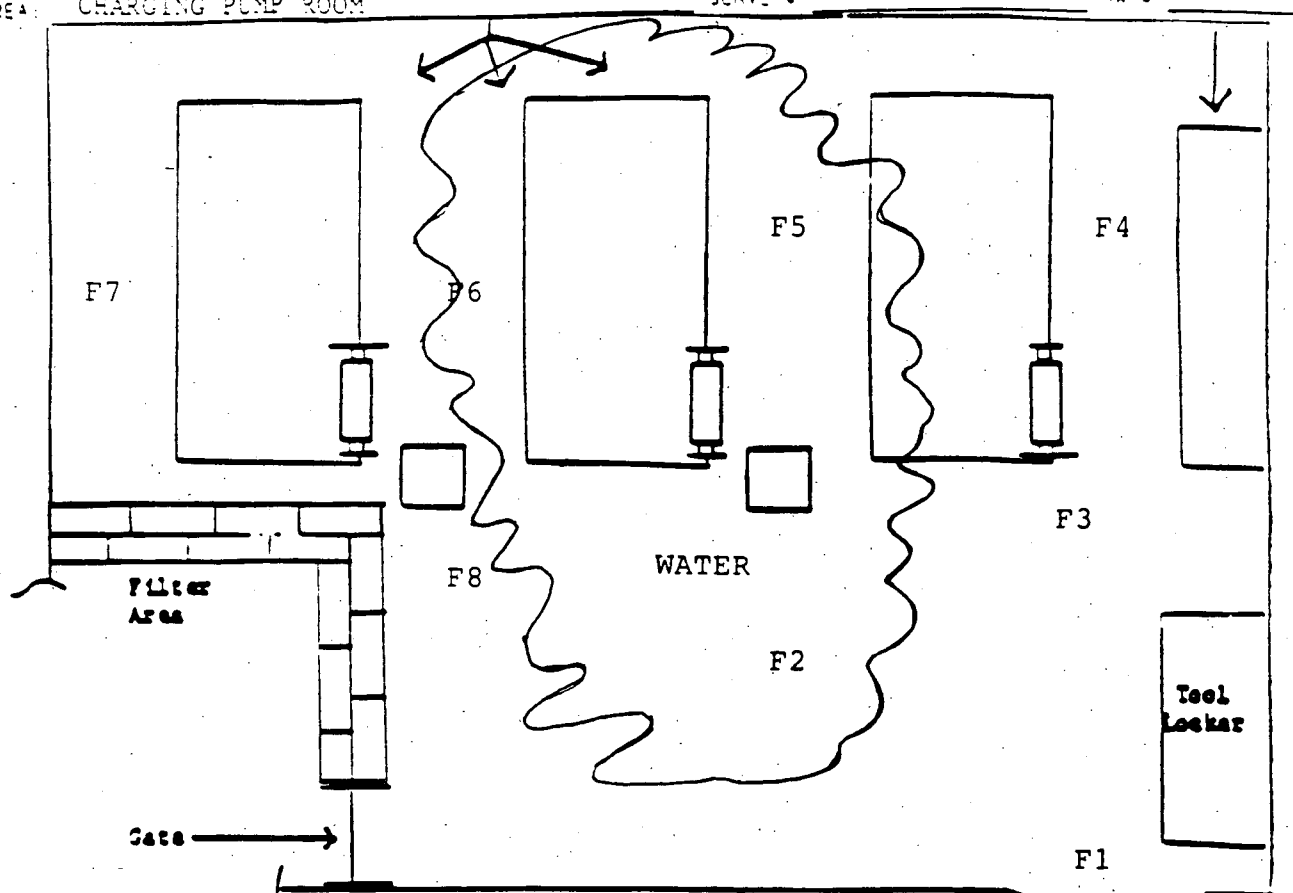 CHARGING PUMP ROOM
F5
F4
F7
F6
F3
WATER
F8
Filter
Area
F2
Tool
Locker
Gate
F1